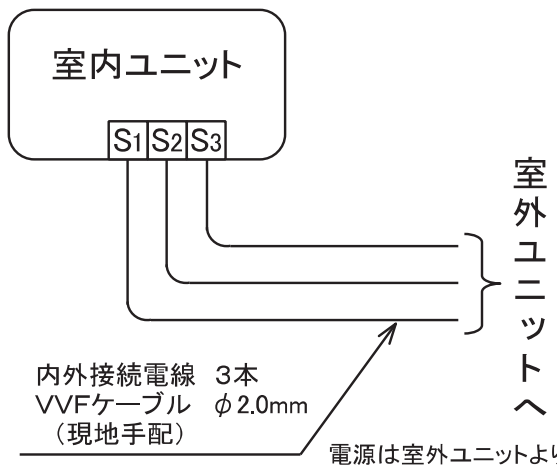 室内ユニット
S1 S2 S3
室外ユニットへ
内外接続電線 3本
VVFケーブル φ2.0mm
(現地手配)
電源は室外ユニットより